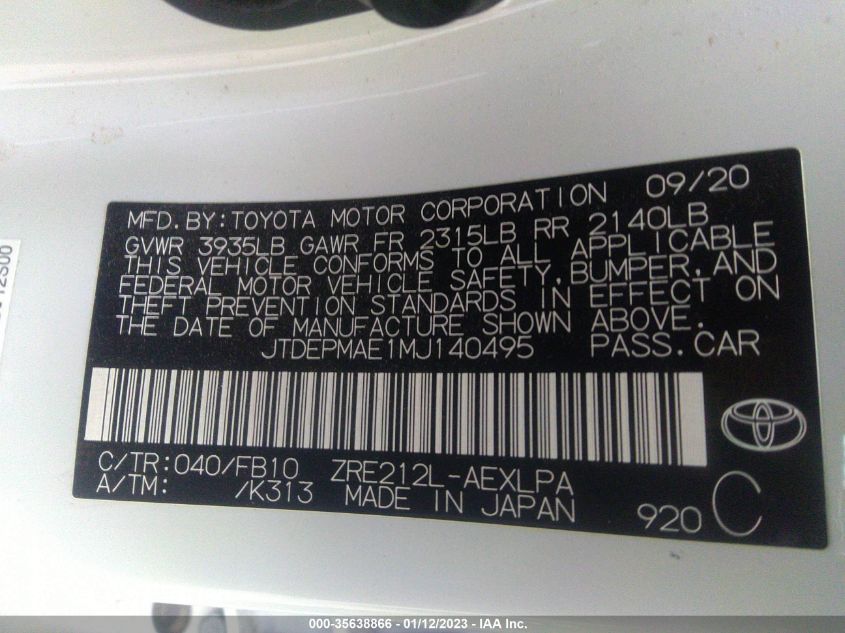 MFD.BY:TOYOTA MOTOR CORPORATION 09/20
GVWR 3935LB GAWR FR 2315LB RR 2140LB
THIS VEHICLE CONFORMS TO ALL APPLICABLE
FEDERAL MOTOR VEHICLE SAFETY,BUMPER,AND
THEFT PREVENTION STANDARDS IN EFFECT ON
THE DATE OF MANUFACTURE SHOWN ABOVE.
JTDEPMAE1MJ140495 PASS.CAR
C/TR:040/FB10 ZRE212L-AEXLPA
A/TM: /K313 MADE IN JAPAN 920 C
000-35638866 - 01/12/2023 - IAA Inc.